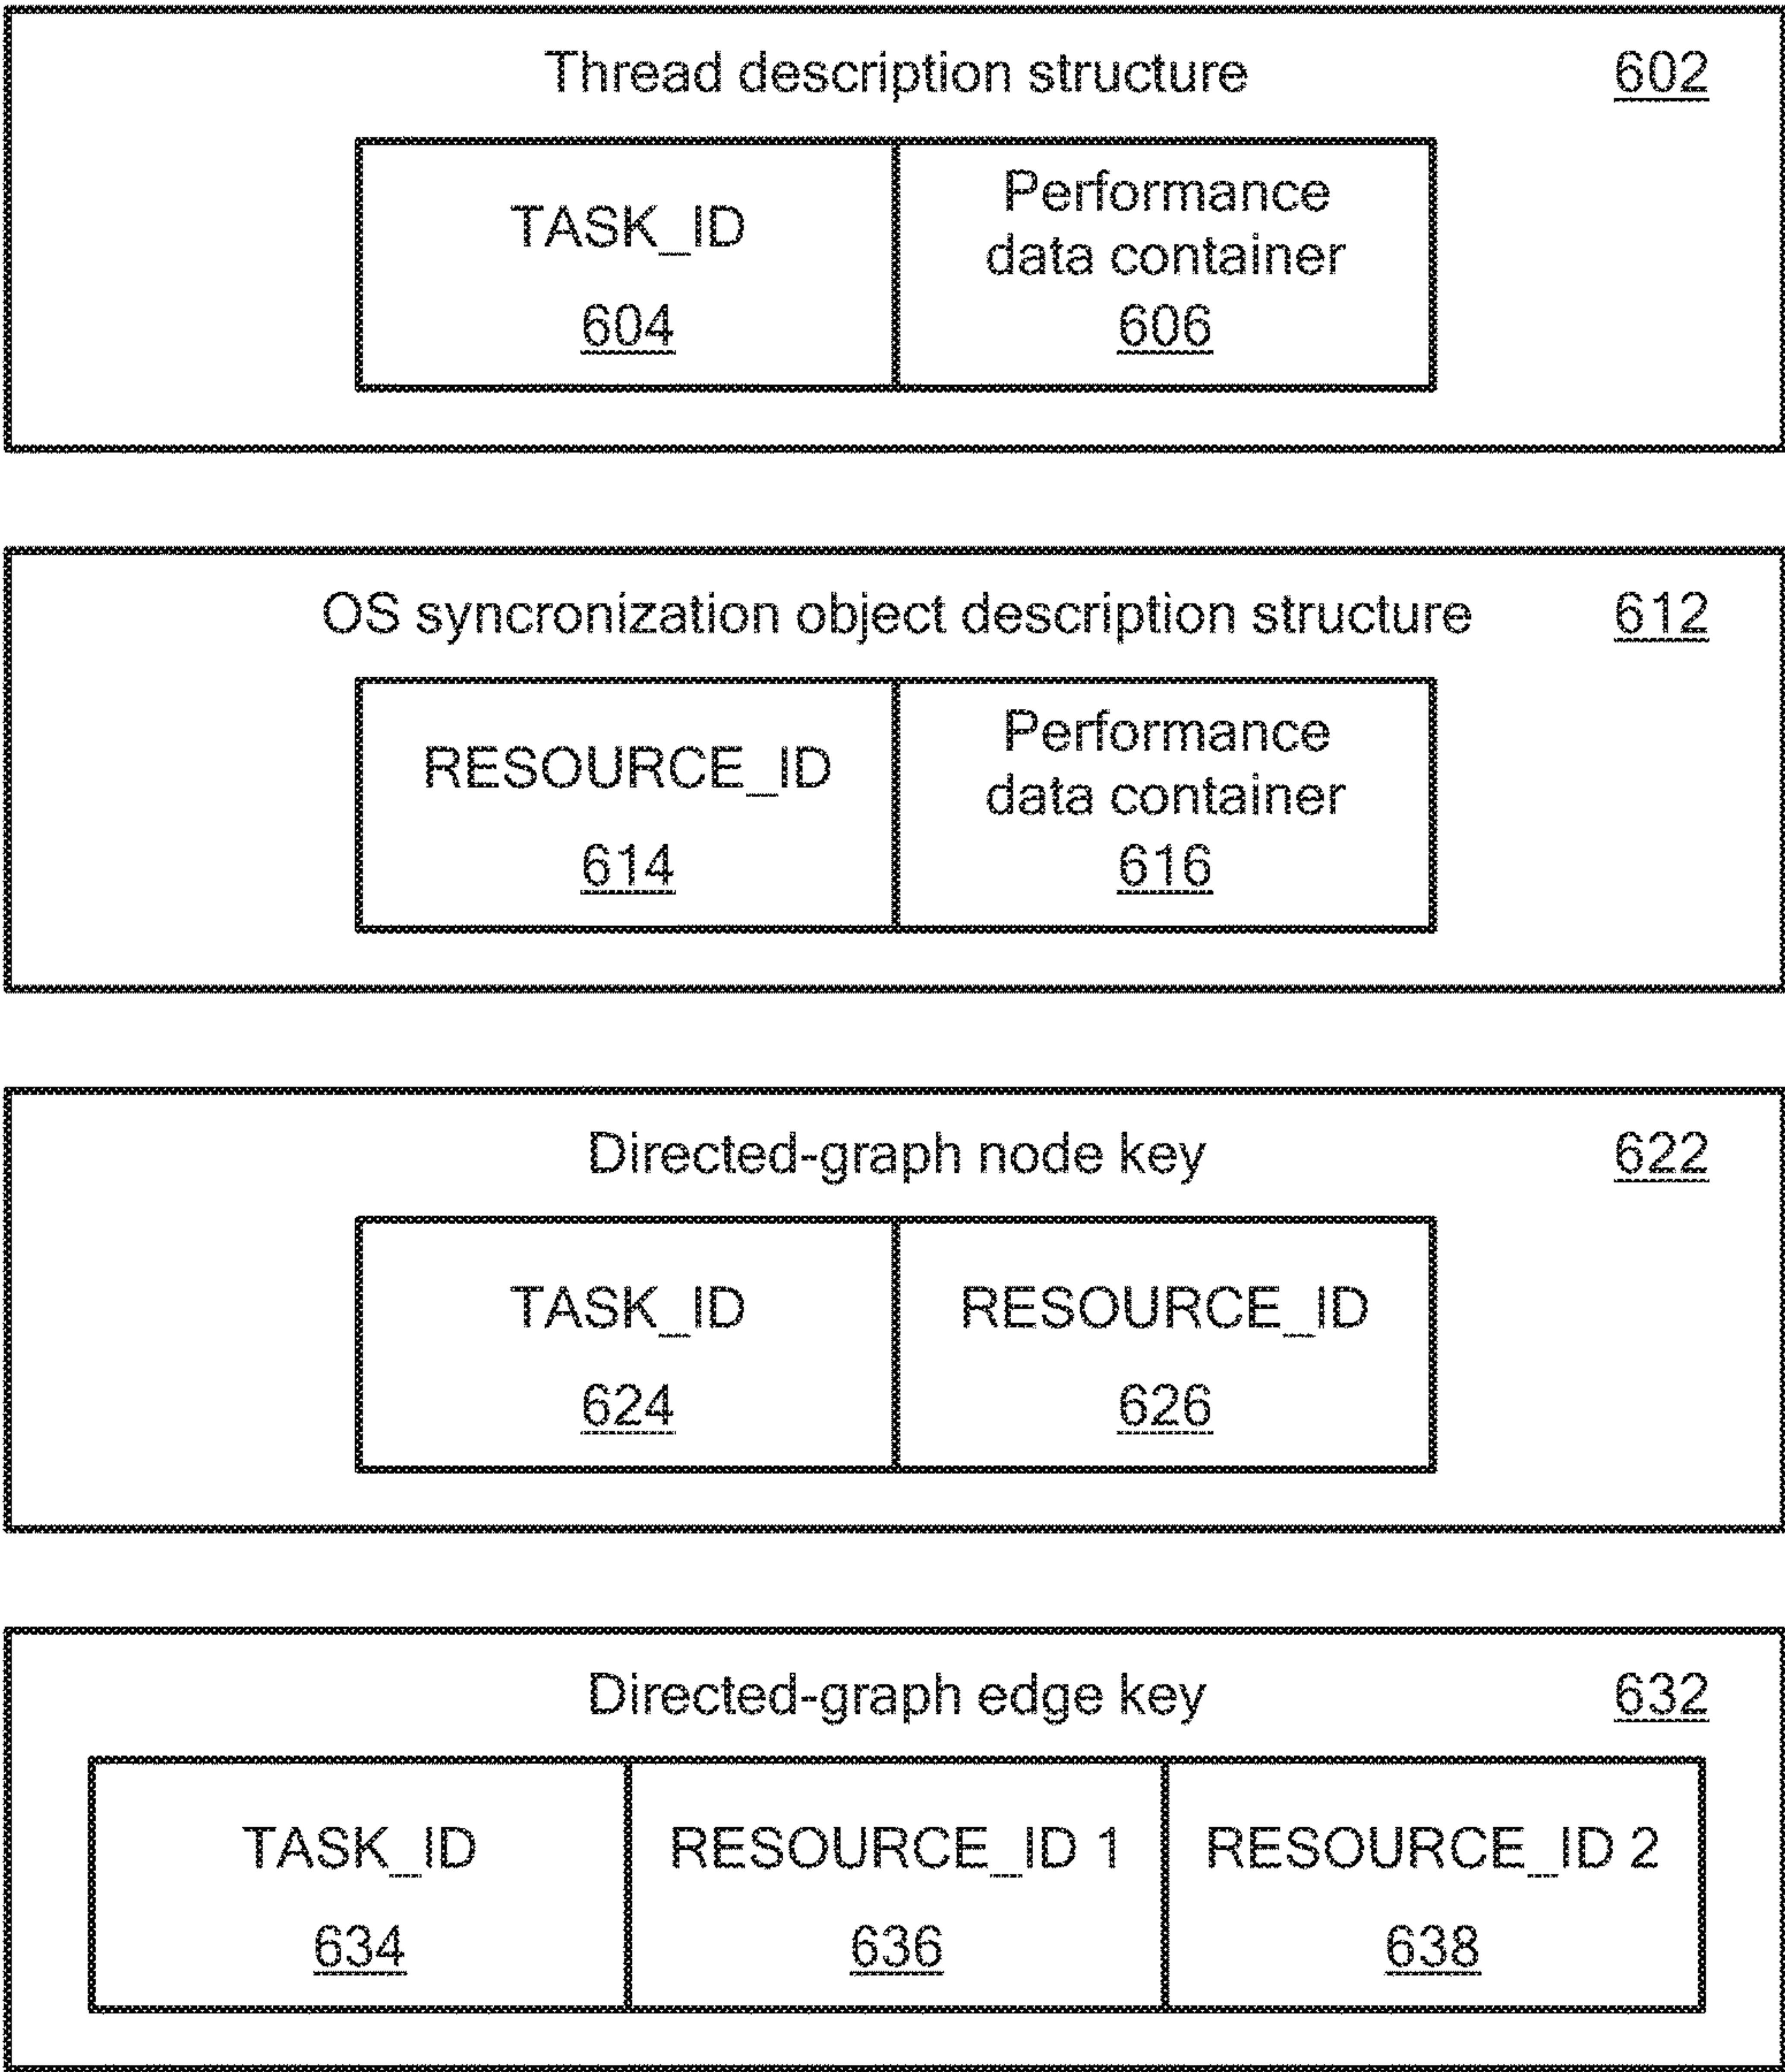 Thread description structure 602
TASK_ID
Performance
data container
604
606
OS syncronization object description structure 612
RESOURCE_ID
Performance
data container
614
616
Directed-graph node key 622
TASK_ID
RESOURCE_ID
624
626
Directed-graph edge key 632
TASK_ID
RESOURCE_ID 1
RESOURCE_ID 2
634
636
638